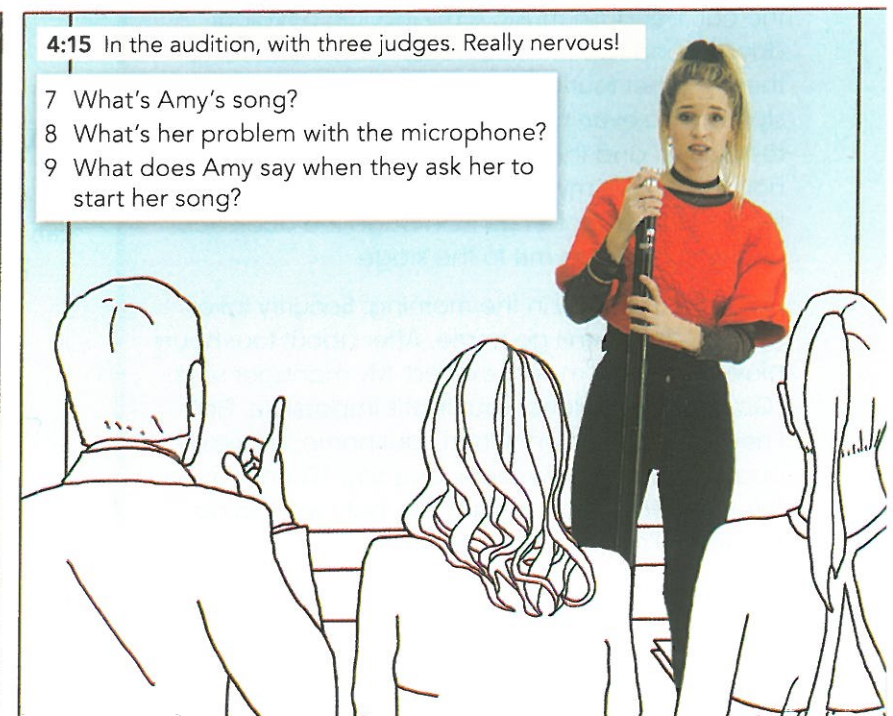 4:15 In the audition, with three judges. Really nervous!
7 What's Amy's song?
8 What's her problem with the microphone?
9 What does Amy say when they ask her to
start her song?